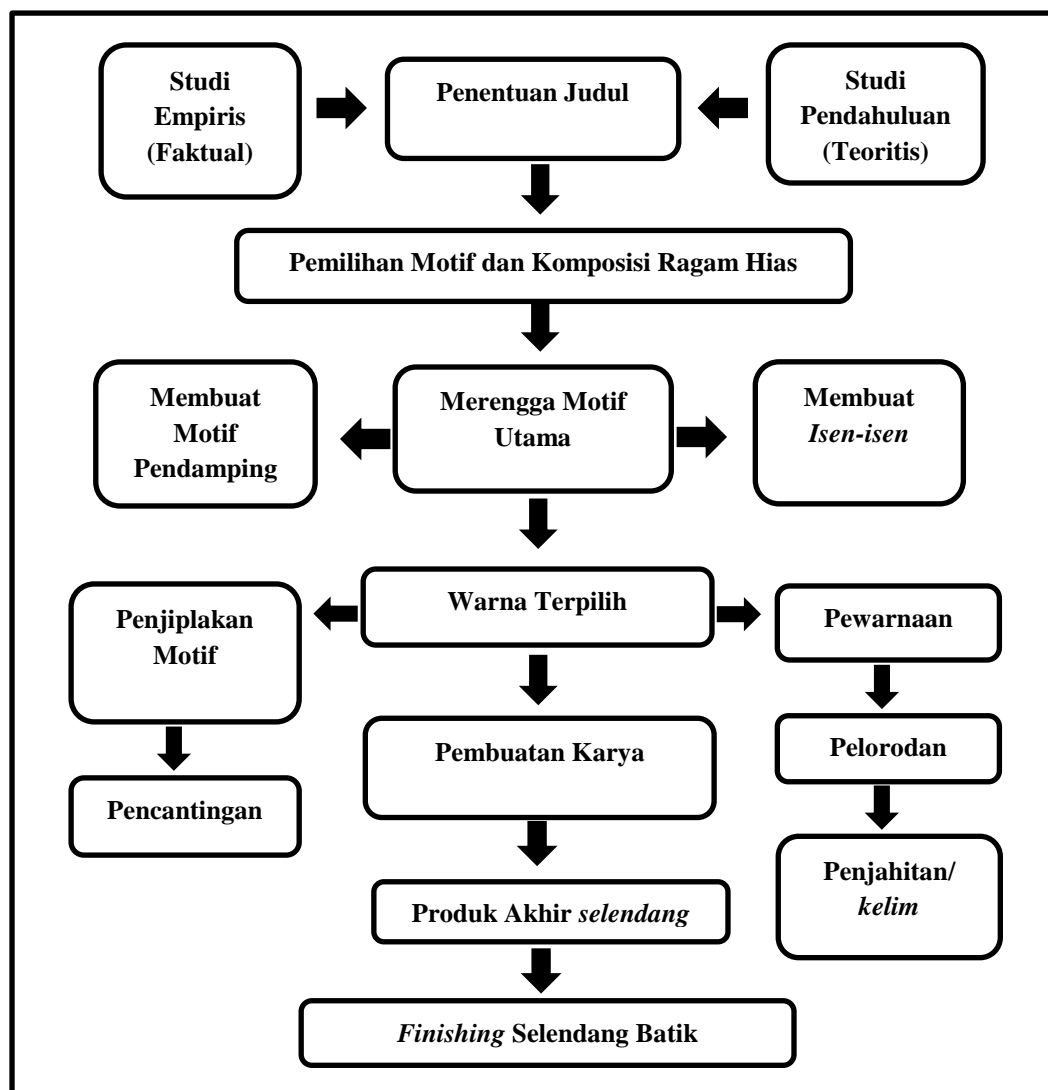 Studi
Empiris
(Faktual)
Penentuan Judul
Studi
Pendahuluan
(Teoritis)
Pemilihan Motif dan Komposisi Ragam Hias
Membuat
Motif
Pendamping
Merengga Motif
Utama
Membuat
Isen-isen
Penjiplakan
Motif
Warna Terpilih
Pewarnaan
Pencantingan
Pembuatan Karya
Pelorodan
Penjahitan/
kelim
Produk Akhir selendang
Finishing Selendang Batik